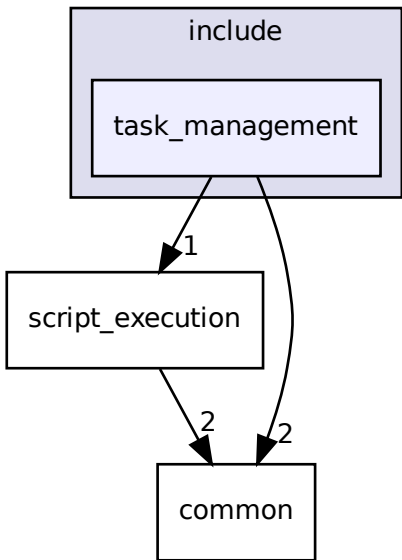 include
task_management
1
script_execution
2
2
common